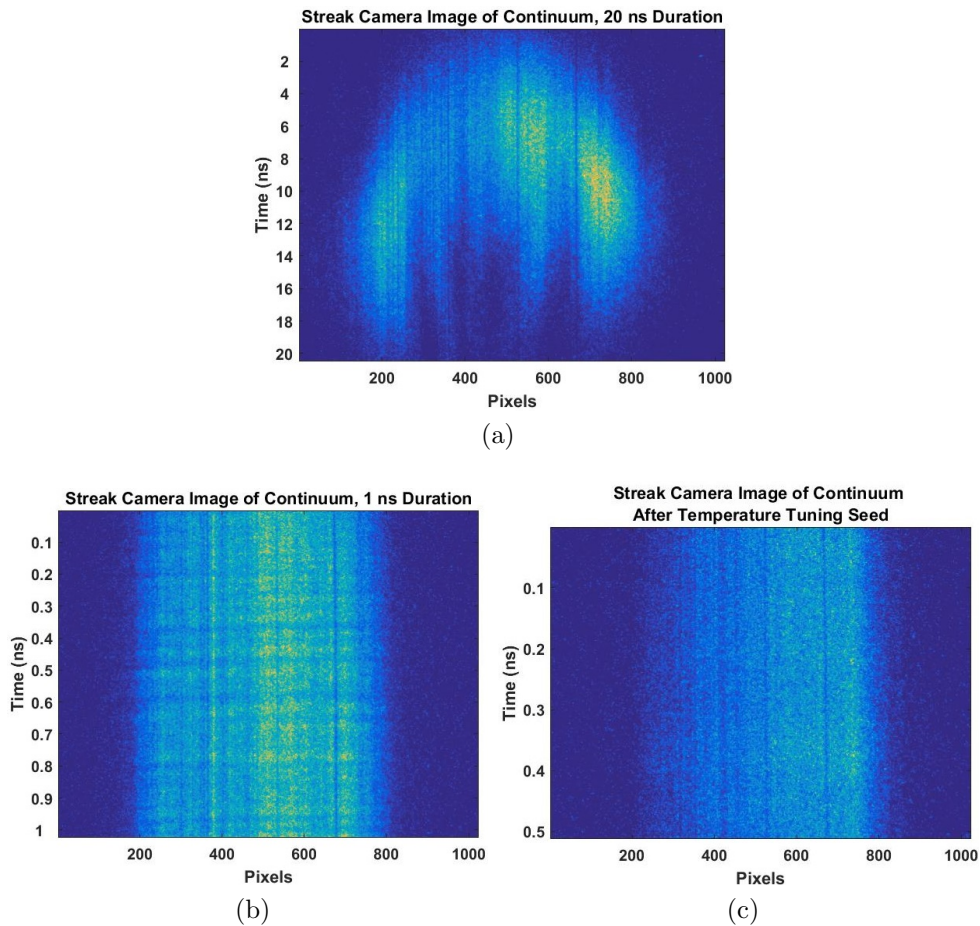 Streak Camera Image of Continuum, 20 ns Duration
2
4
6
8
10
12
14
16
18
20
Time (ns)
200 400 600 800 1000
Pixels
(a)
Streak Camera Image of Continuum, 1 ns Duration
0.1
0.2
0.3
0.4
0.5
0.6
0.7
0.8
0.9
1
Time (ns)
200 400 600 800 1000
Pixels
(b)
Streak Camera Image of Continuum
After Temperature Tuning Seed
0.1
0.2
0.3
0.4
0.5
Time (ns)
200 400 600 800 1000
Pixels
(c)